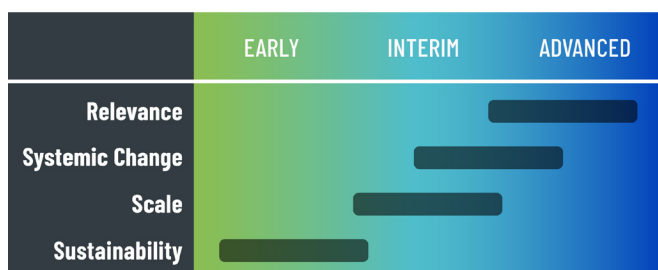 EARLY INTERIM ADVANCED
Relevance
Systemic Change
Scale
Sustainability